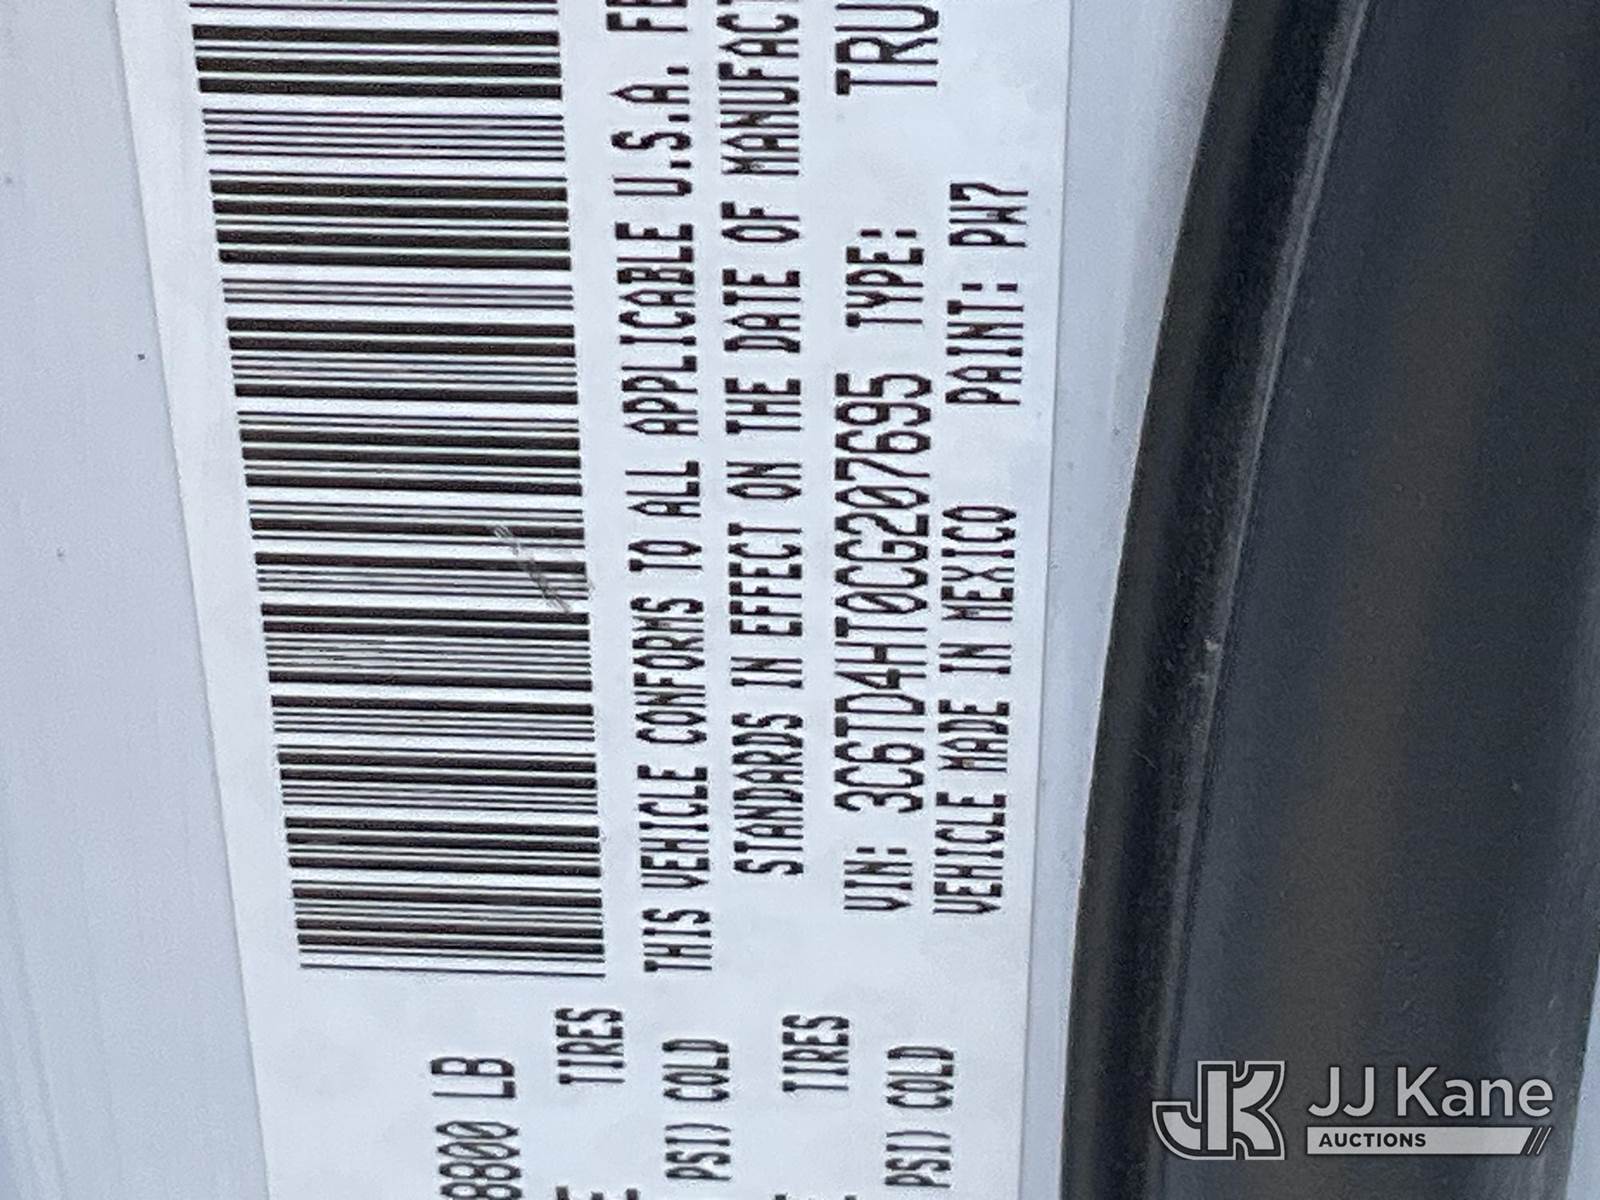 8800 LB
TIRES
PSI) COLD
TIRES
PSI) COLD
THIS VEHICLE CONFORMS TO ALL APPLICABLE U.S.A. FE
STANDARDS IN EFFECT ON THE DATE OF MANUFACT
VIN: 3C6TD4HT0CG207695 TYPE: TRU
VEHICLE MADE IN MEXICO PAINT: PW7
JK JJ Kane
AUCTIONS